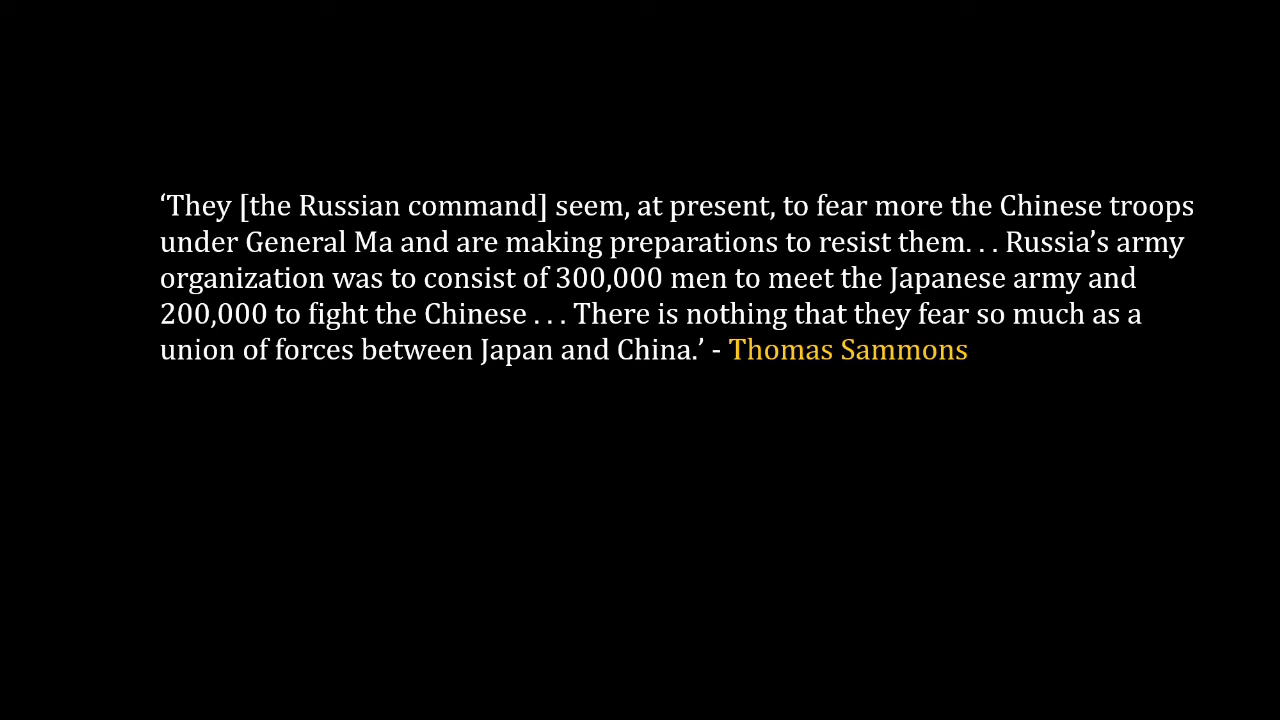 ‘They [the Russian command] seem, at present, to fear more the Chinese troops
under General Ma and are making preparations to resist them. . . Russia’s army
organization was to consist of 300,000 men to meet the Japanese army and
200,000 to fight the Chinese . . . There is nothing that they fear so much as a
union of forces between Japan and China.’ - Thomas Sammons